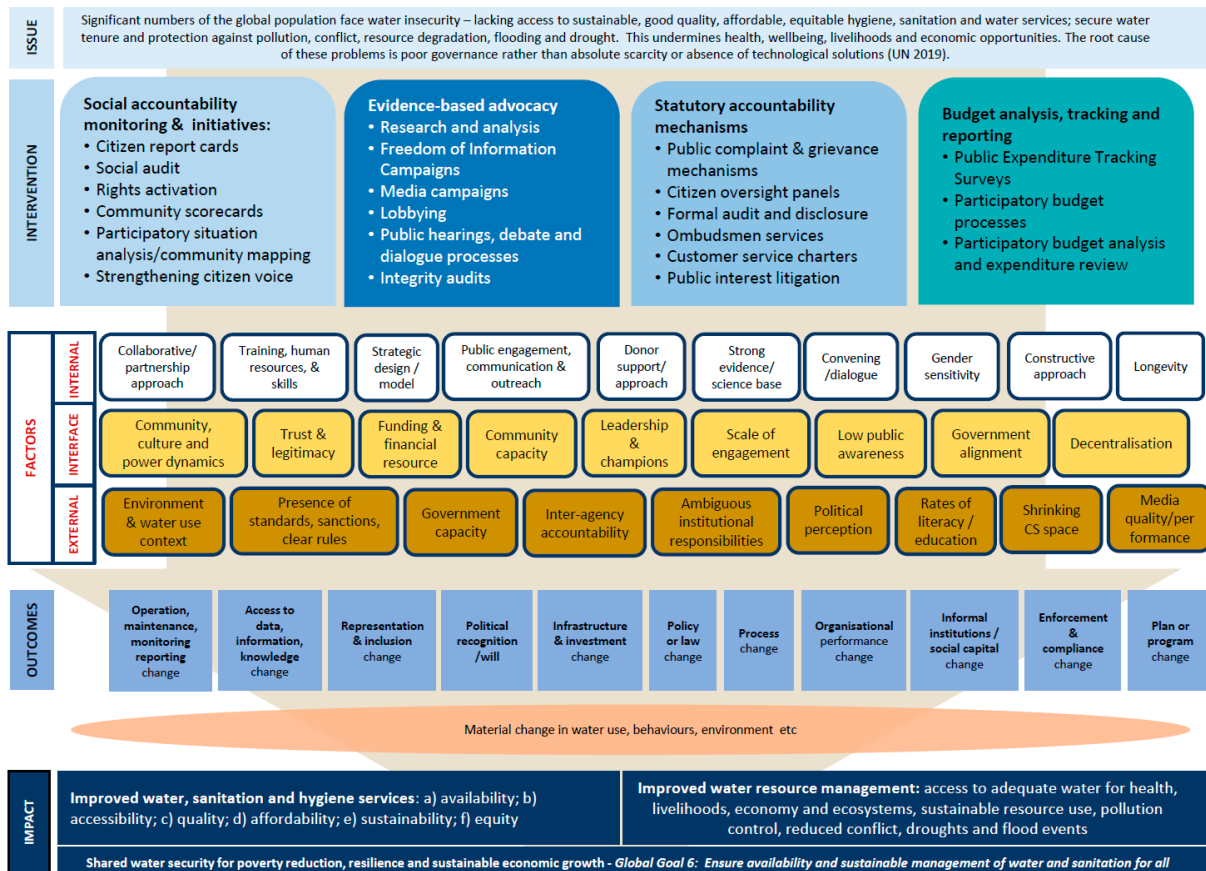 ISSUE
Significant numbers of the global population face water insecurity – lacking access to sustainable, good quality, affordable, equitable hygiene, sanitation and water services; secure water
tenure and protection against pollution, conflict, resource degradation, flooding and drought. This undermines health, wellbeing, livelihoods and economic opportunities. The root cause
of these problems is poor governance rather than absolute scarcity or absence of technological solutions (UN 2019).
INTERVENTION
Social accountability
monitoring & initiatives:
• Citizen report cards
• Social audit
• Rights activation
• Community scorecards
• Participatory situation
analysis/community mapping
• Strengthening citizen voice
Evidence-based advocacy
• Research and analysis
• Freedom of Information
Campaigns
• Media campaigns
• Lobbying
• Public hearings, debate and
dialogue processes
• Integrity audits
Statutory accountability
mechanisms
• Public complaint & grievance
mechanisms
• Citizen oversight panels
• Formal audit and disclosure
• Ombudsmen services
• Customer service charters
• Public interest litigation
Budget analysis, tracking and
reporting
• Public Expenditure Tracking
Surveys
• Participatory budget
processes
• Participatory budget analysis
and expenditure review
FACTORS
INTERNAL
Collaborative/
partnership
approach
Training, human
resources, &
skills
Strategic
design /
model
Public engagement,
communication &
outreach
Donor
support/
approach
Strong
evidence/
science base
Convening
/dialogue
Gender
sensitivity
Constructive
approach
Longevity
INTERFACE
Community,
culture and
power dynamics
Trust &
legitimacy
Funding &
financial
resource
Community
capacity
Leadership
&
champions
Scale of
engagement
Low public
awareness
Government
alignment
Decentralisation
EXTERNAL
Environment
& water use
context
Presence of
standards, sanctions,
clear rules
Government
capacity
Inter-agency
accountability
Ambiguous
institutional
responsibilities
Political
perception
Rates of
literacy /
education
Shrinking
CS space
Media
quality/per
formance
OUTCOMES
Operation,
maintenance,
monitoring
reporting
change
Access to
data,
information,
knowledge
change
Representation
& inclusion
change
Political
recognition
/will
Infrastructure
& investment
change
Policy
or law
change
Process
change
Organisational
performance
change
Informal
institutions /
social capital
change
Enforcement
&
compliance
change
Plan or
program
change
Material change in water use, behaviours, environment etc
IMPACT
Improved water, sanitation and hygiene services: a) availability; b)
accessibility; c) quality; d) affordability; e) sustainability; f) equity
Improved water resource management: access to adequate water for health,
livelihoods, economy and ecosystems, sustainable resource use, pollution
control, reduced conflict, droughts and flood events
Shared water security for poverty reduction, resilience and sustainable economic growth - Global Goal 6: Ensure availability and sustainable management of water and sanitation for all